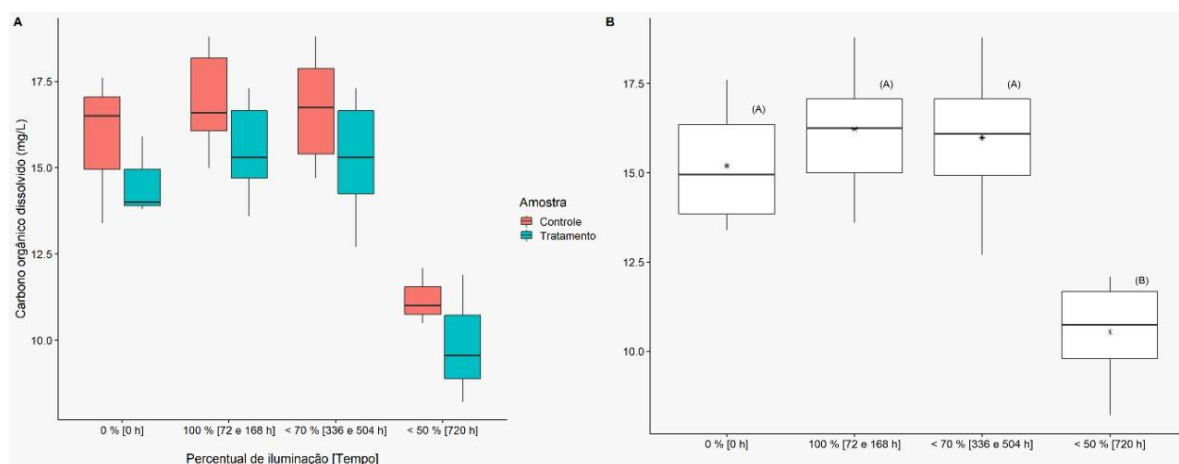 A
Carbono orgânico dissolvido (mg/L)
17.5
15.0
12.5
10.0
0 % [0 h]
100 % [72 e 168 h]
< 70 % [336 e 504 h]
< 50 % [720 h]
Percentual de iluminação [Tempo]
Amostra
Controle
Tratamento
B
17.5
15.0
12.5
10.0
(A)
(A)
(A)
(B)
0 % [0 h]
100 % [72 e 168 h]
< 70 % [336 e 504 h]
< 50 % [720 h]